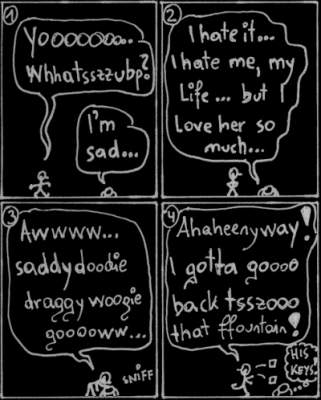 1
Yooooooo..
Whhatsszzubp?
I'm
sad...
2
I hate it...
I hate me, my
Life... but I
Love her so
much...
3
Awwww...
saddydoodie
draggy woogie
gooooww...
SNIFF
4
Ahaheenyway!
I gotta goooo
back tsszooo
that ffountain!
HIS
KEYS